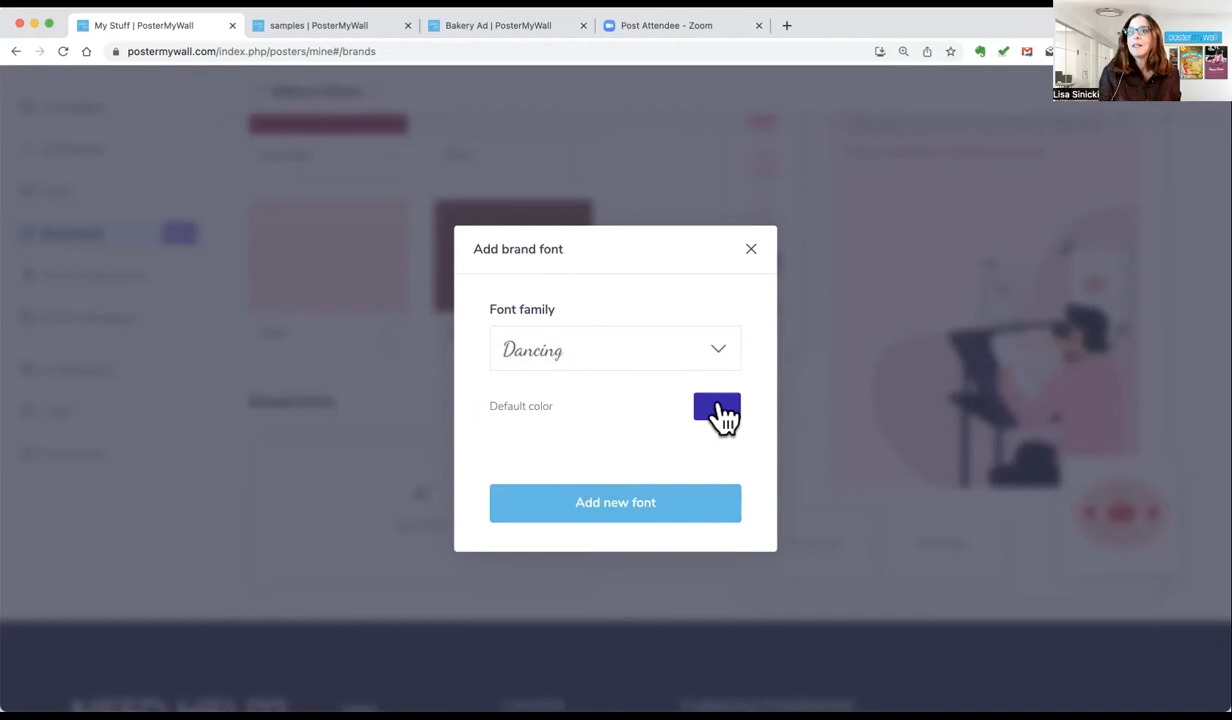 My Stuff | PosterMyWall
samples | PosterMyWall
Bakery Ad | PosterMyWall
Post Attendee - Zoom
postermywall.com/index.php/posters/mine#/brands
postermywall
Lisa Sinicki
Add brand font
Font family
Dancing
Default color
Add new font